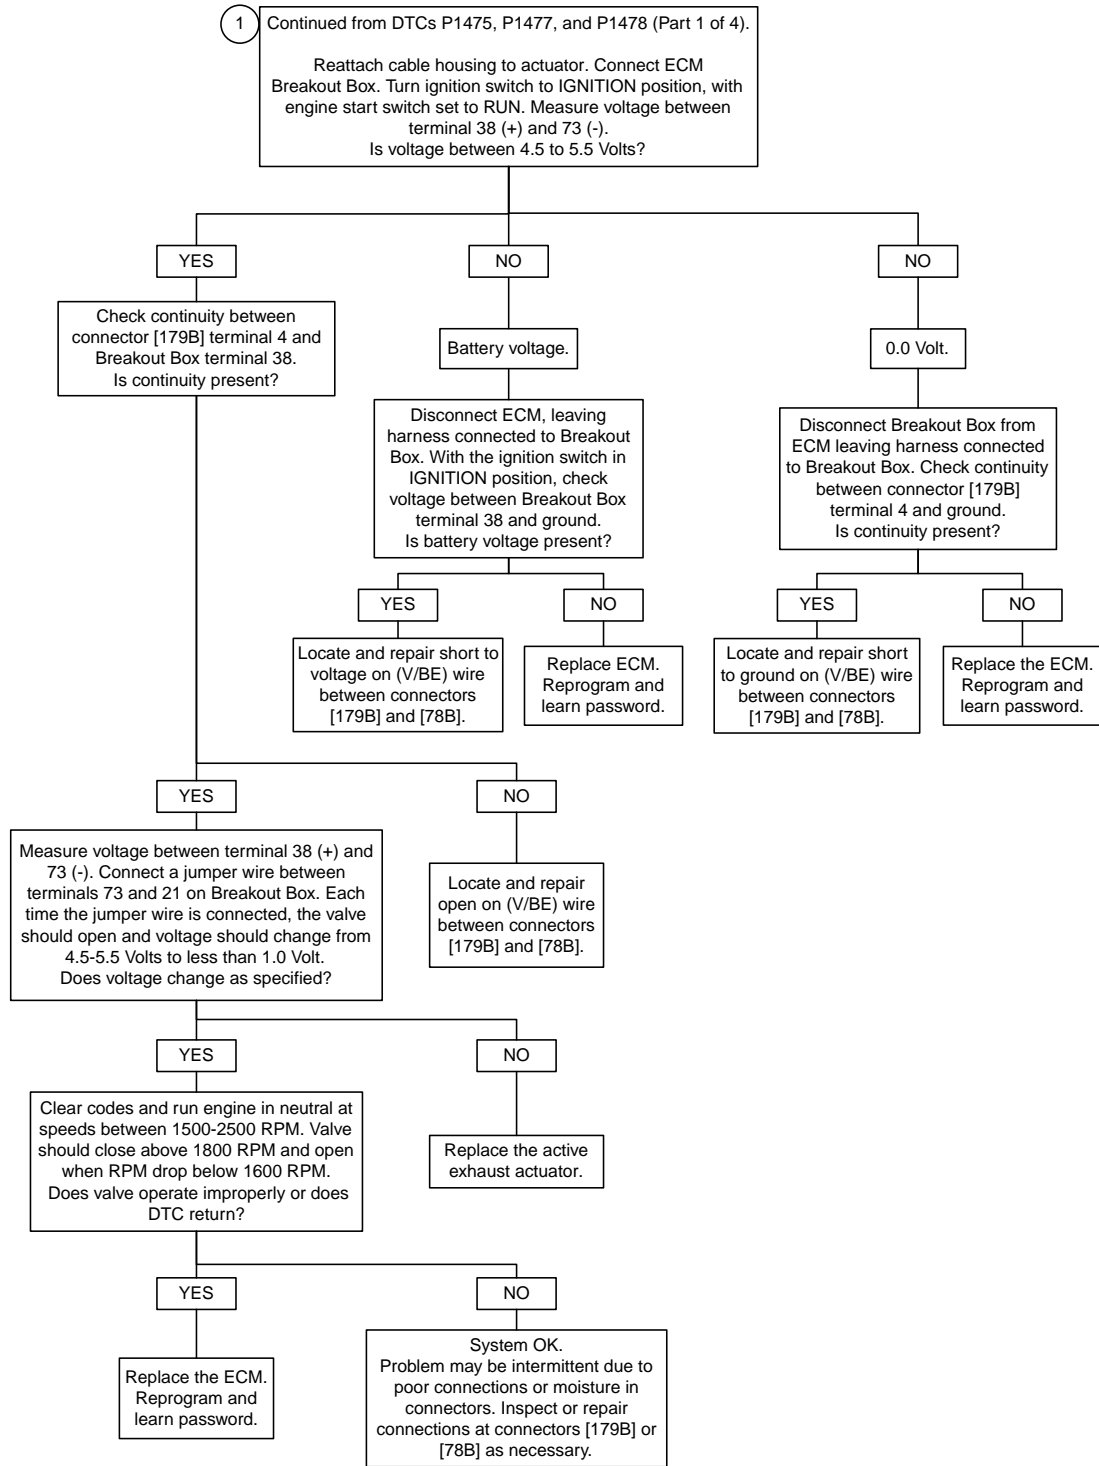 1
Continued from DTCs P1475, P1477, and P1478 (Part 1 of 4).
Reattach cable housing to actuator. Connect ECM
Breakout Box. Turn ignition switch to IGNITION position, with
engine start switch set to RUN. Measure voltage between
terminal 38 (+) and 73 (-).
Is voltage between 4.5 to 5.5 Volts?
YES
NO
NO
Check continuity between
connector [179B] terminal 4 and
Breakout Box terminal 38.
Is continuity present?
Battery voltage.
0.0 Volt.
Disconnect ECM, leaving
harness connected to Breakout
Box. With the ignition switch in
IGNITION position, check
voltage between Breakout Box
terminal 38 and ground.
Is battery voltage present?
Disconnect Breakout Box from
ECM leaving harness connected
to Breakout Box. Check continuity
between connector [179B]
terminal 4 and ground.
Is continuity present?
YES
NO
YES
NO
Locate and repair short to
voltage on (V/BE) wire
between connectors
[179B] and [78B].
Replace ECM.
Reprogram and
learn password.
Locate and repair short
to ground on (V/BE) wire
between connectors
[179B] and [78B].
Replace the ECM.
Reprogram and
learn password.
YES
NO
Measure voltage between terminal 38 (+) and
73 (-). Connect a jumper wire between
terminals 73 and 21 on Breakout Box. Each
time the jumper wire is connected, the valve
should open and voltage should change from
4.5-5.5 Volts to less than 1.0 Volt.
Does voltage change as specified?
Locate and repair
open on (V/BE) wire
between connectors
[179B] and [78B].
YES
NO
Clear codes and run engine in neutral at
speeds between 1500-2500 RPM. Valve
should close above 1800 RPM and open
when RPM drop below 1600 RPM.
Does valve operate improperly or does
DTC return?
Replace the active
exhaust actuator.
YES
NO
Replace the ECM.
Reprogram and
learn password.
System OK.
Problem may be intermittent due to
poor connections or moisture in
connectors. Inspect or repair
connections at connectors [179B] or
[78B] as necessary.